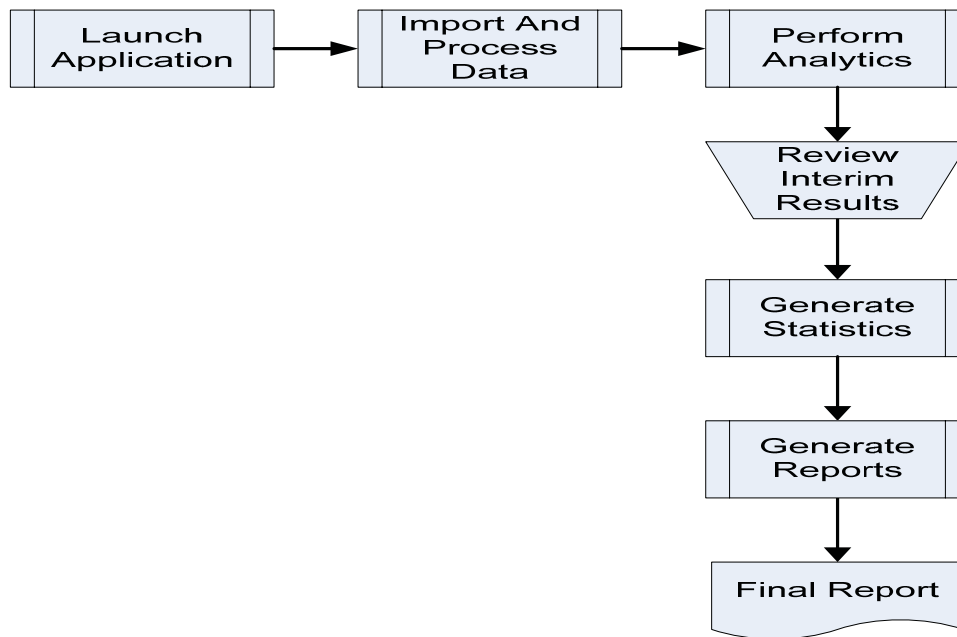 Launch
Application
Import And
Process
Data
Perform
Analytics
Review
Interim
Results
Generate
Statistics
Generate
Reports
Final Report